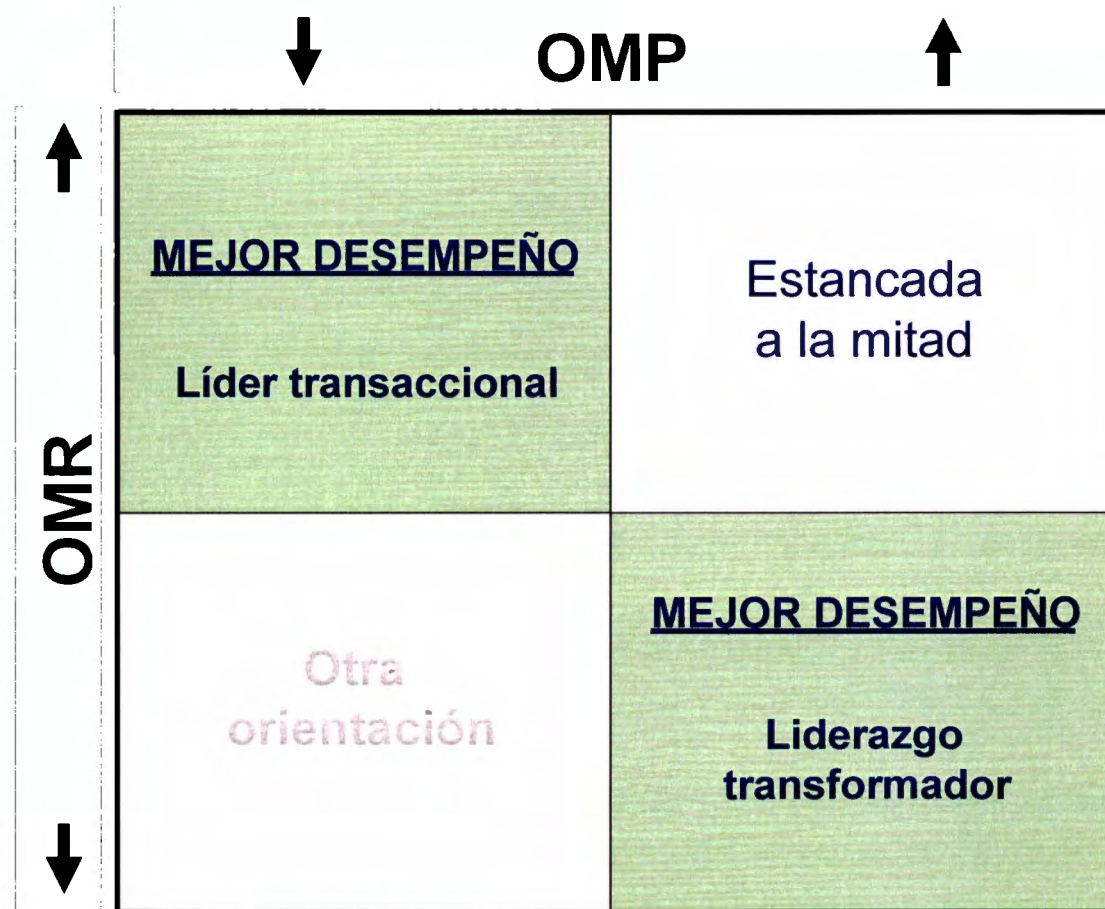 OMP
OMR
MEJOR DESEMPEÑO
Líder transaccional
Estancada
a la mitad
Otra
orientación
MEJOR DESEMPEÑO
Liderazgo
transformador